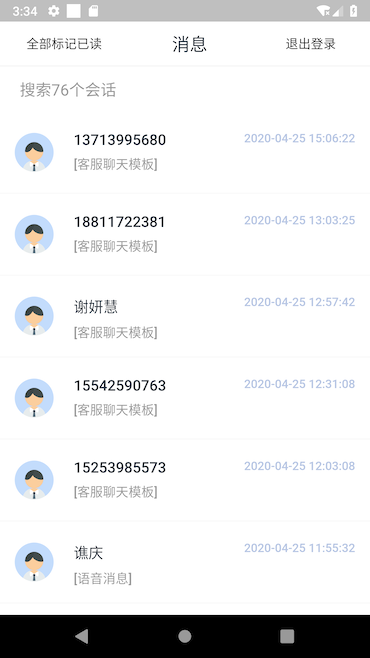 3:34
全部标记已读 消息 退出登录
搜索76个会话
13713995680 2020-04-25 15:06:22
[客服聊天模板]
18811722381 2020-04-25 13:03:25
[客服聊天模板]
谢妍慧 2020-04-25 12:57:42
[客服聊天模板]
15542590763 2020-04-25 12:31:08
[客服聊天模板]
15253985573 2020-04-25 12:03:08
[客服聊天模板]
谯庆 2020-04-25 11:55:32
[语音消息]